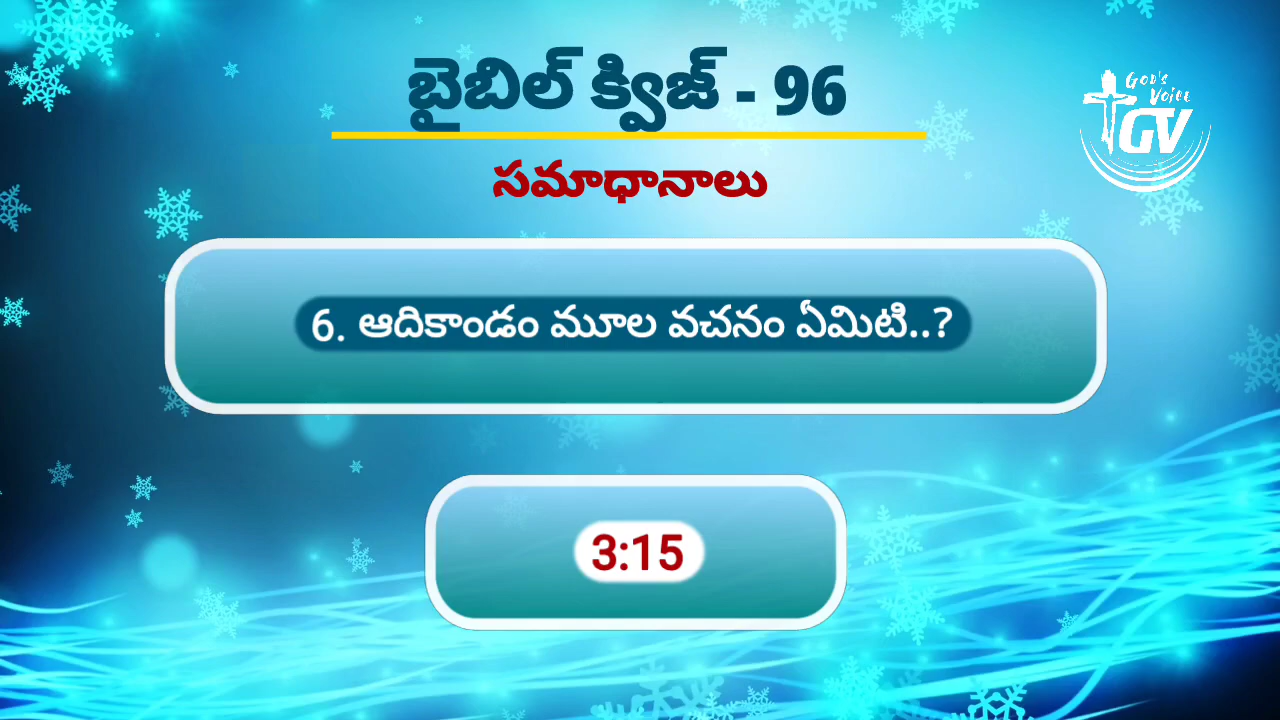 బైబిల్ క్విజ్ - 96
God's
Voice
GV
సమాధానాలు
6. ఆదికాండం మూల వచనం ఏమిటి..?
3:15